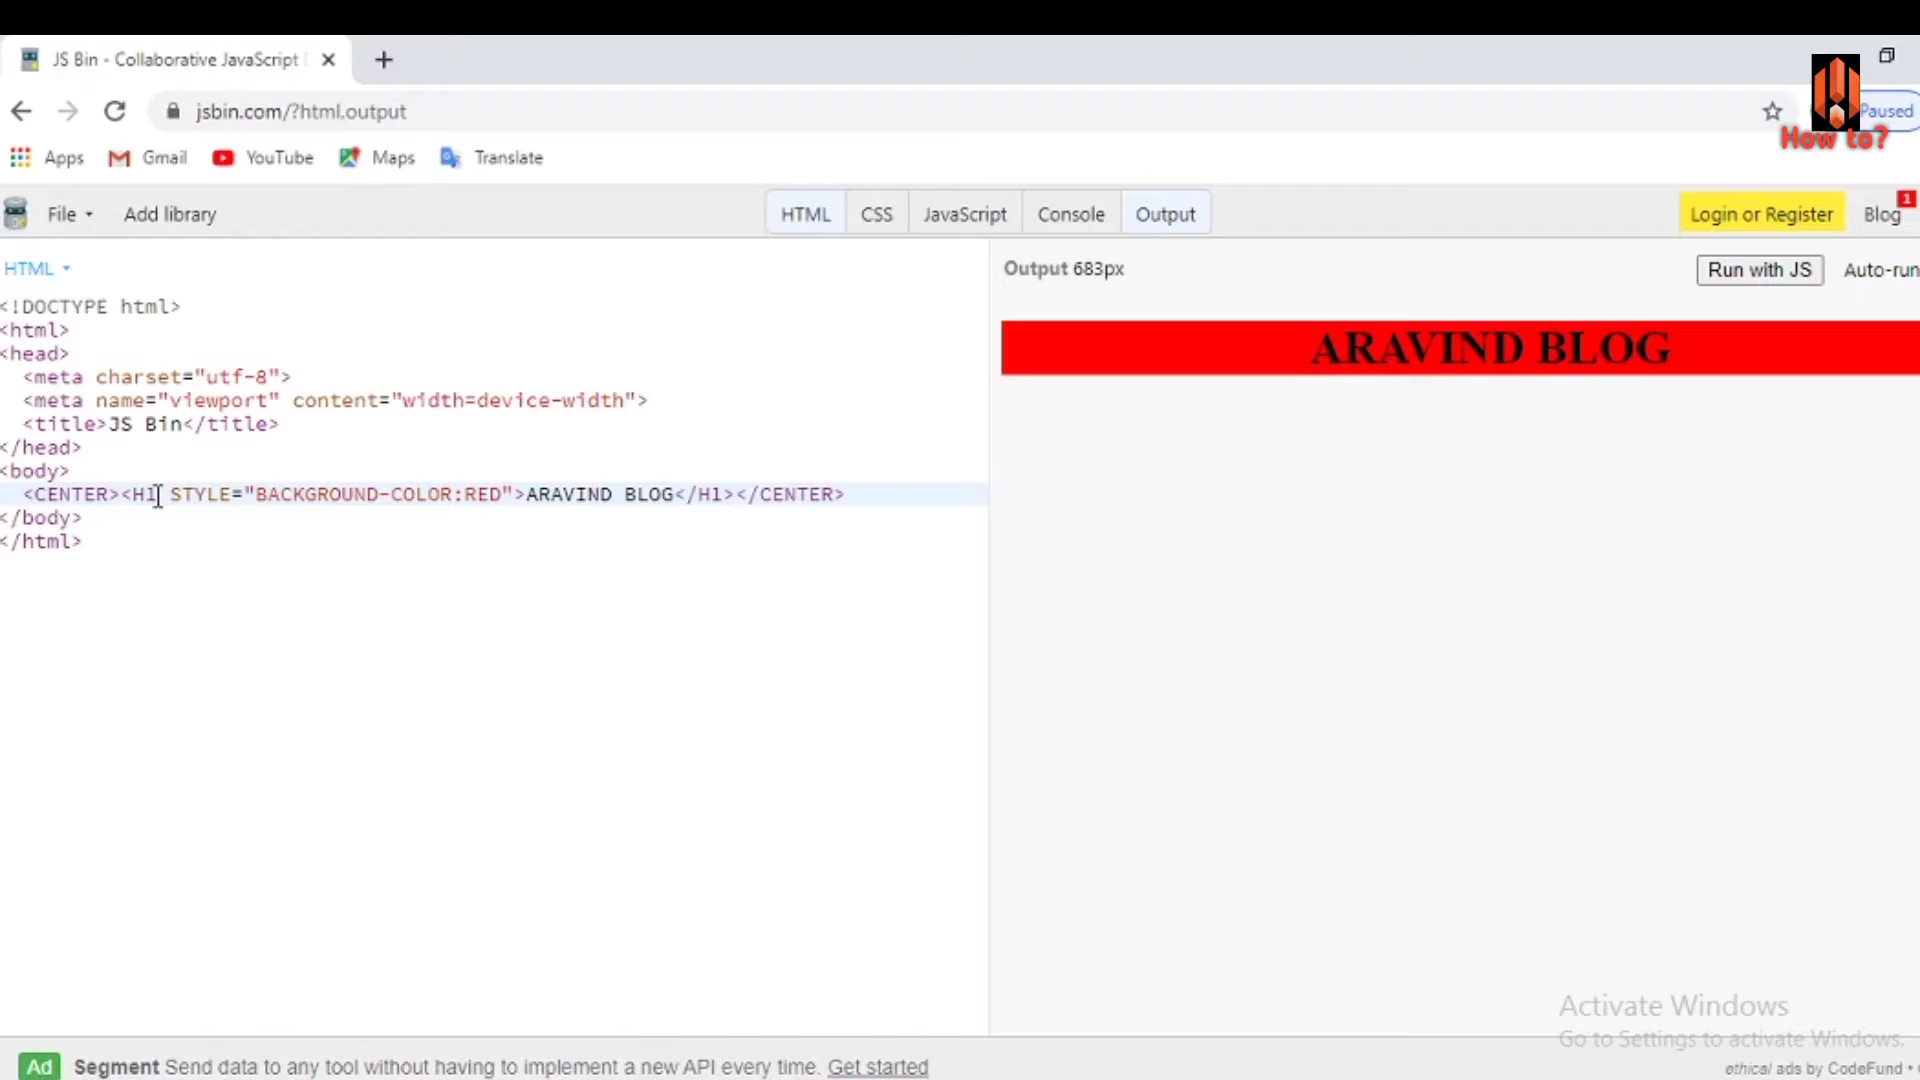 JS Bin - Collaborative JavaScript
jsbin.com/?html.output
Paused
How to?
Apps Gmail YouTube Maps Translate
File Add library HTML CSS JavaScript Console Output Login or Register Blog 1
HTML
Output 683px Run with JS Auto-run
<!DOCTYPE html>
<html>
<head>
<meta charset="utf-8">
<meta name="viewport" content="width=device-width">
<title>JS Bin</title>
</head>
<body>
<CENTER><H1 STYLE="BACKGROUND-COLOR:RED">ARAVIND BLOG</H1></CENTER>
</body>
</html>
ARAVIND BLOG
Activate Windows
Go to Settings to activate Windows.
Ad Segment Send data to any tool without having to implement a new API every time. Get started
ethical ads by CodeFund •